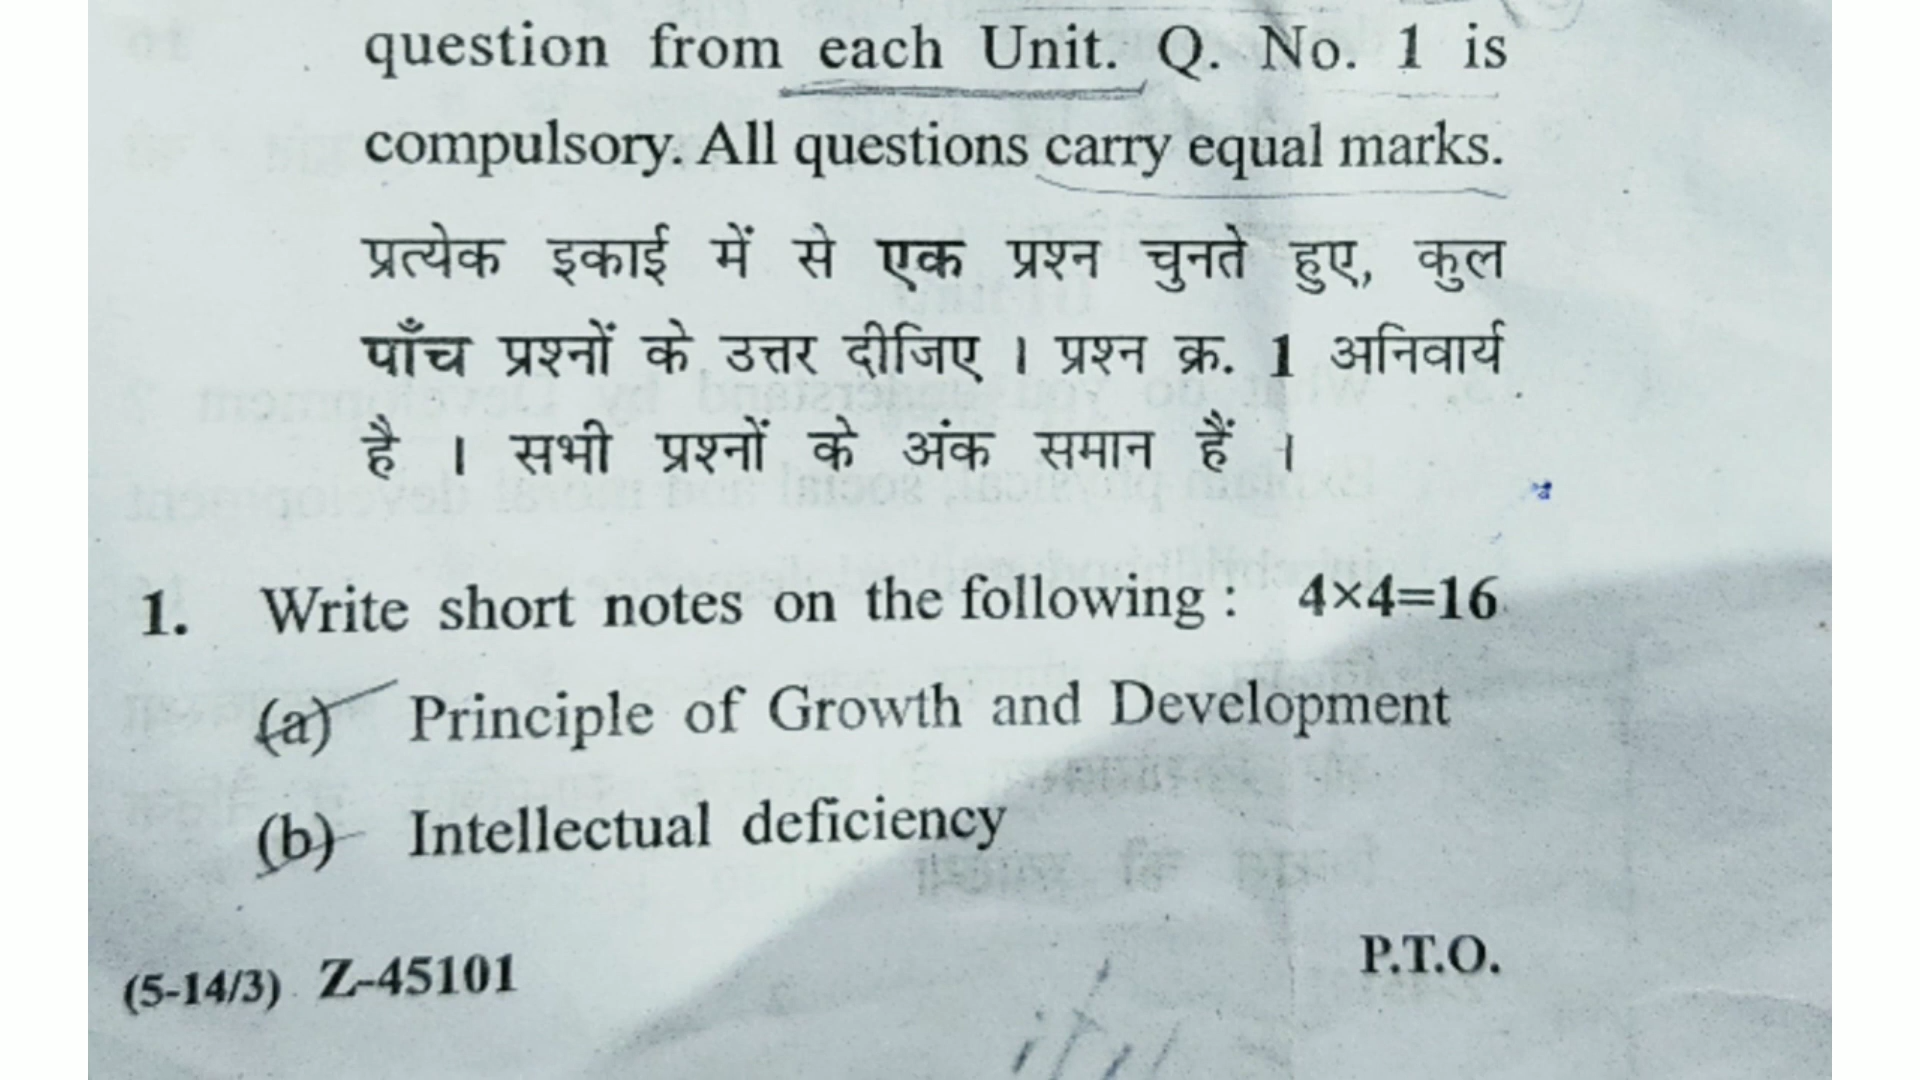 question from each Unit. Q. No. 1 is
compulsory. All questions carry equal marks.
प्रत्येक इकाई में से एक प्रश्न चुनते हुए, कुल
पाँच प्रश्नों के उत्तर दीजिए । प्रश्न क्र. 1 अनिवार्य
है । सभी प्रश्नों के अंक समान हैं ।
1. Write short notes on the following : 4×4=16
(a) Principle of Growth and Development
(b) Intellectual deficiency
(5-14/3) Z-45101 P.T.O.